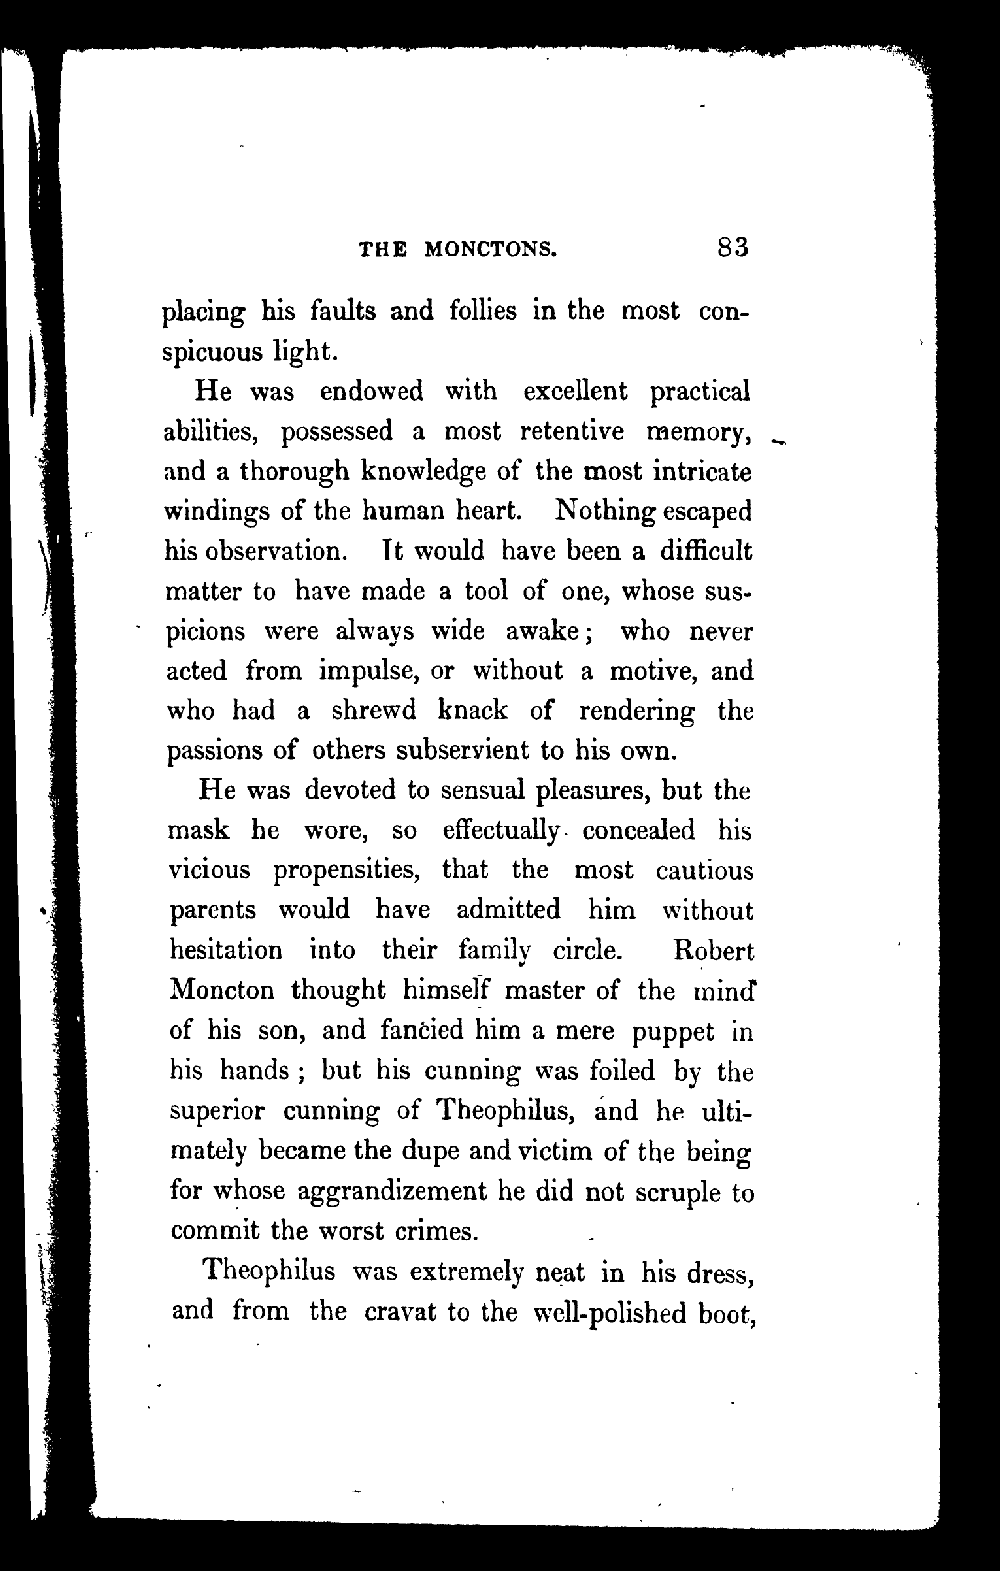 THE MONCTONS. 83
placing his faults and follies in the most con-
spicuous light.
He was endowed with excellent practical
abilities, possessed a most retentive memory,
and a thorough knowledge of the most intricate
windings of the human heart. Nothing escaped
his observation. It would have been a difficult
matter to have made a tool of one, whose sus-
picions were always wide awake; who never
acted from impulse, or without a motive, and
who had a shrewd knack of rendering the
passions of others subservient to his own.
He was devoted to sensual pleasures, but the
mask he wore, so effectually concealed his
vicious propensities, that the most cautious
parents would have admitted him without
hesitation into their family circle. Robert
Moncton thought himself master of the mind
of his son, and fancied him a mere puppet in
his hands; but his cunning was foiled by the
superior cunning of Theophilus, and he ulti-
mately became the dupe and victim of the being
for whose aggrandizement he did not scruple to
commit the worst crimes.
Theophilus was extremely neat in his dress,
and from the cravat to the well-polished boot,